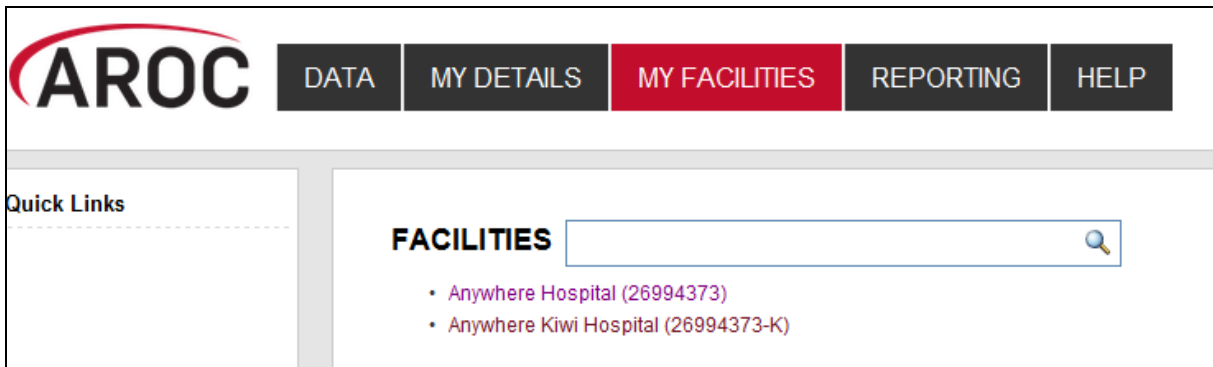 AROC DATA MY DETAILS MY FACILITIES REPORTING HELP
Quick Links
FACILITIES
• Anywhere Hospital (26994373)
• Anywhere Kiwi Hospital (26994373-K)